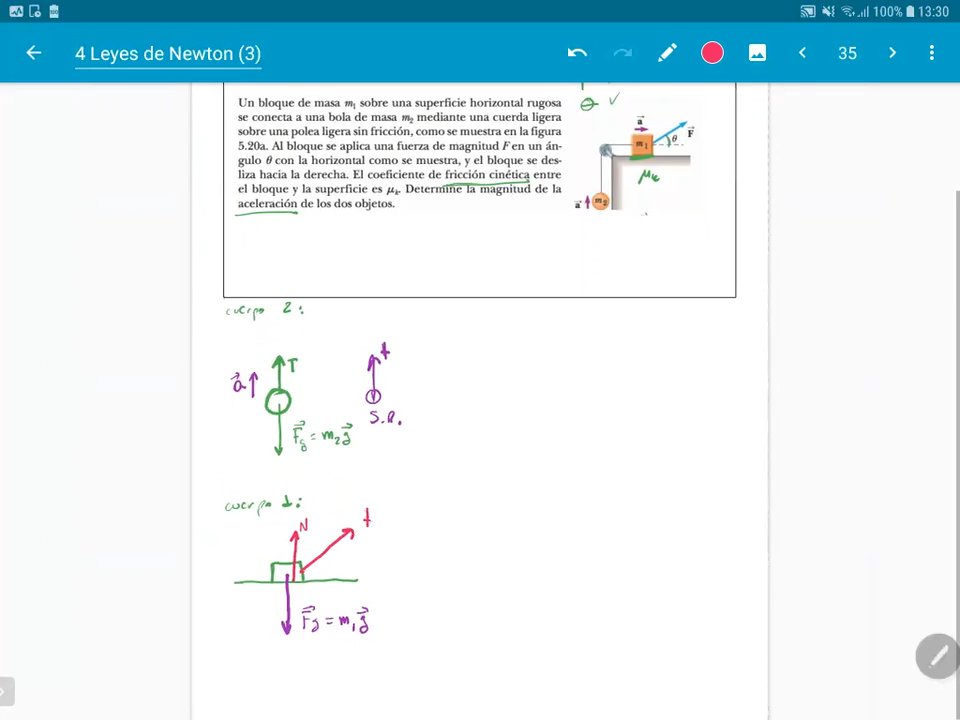 100% 13:30
4 Leyes de Newton (3)
35
Un bloque de masa m₁ sobre una superficie horizontal rugosa
se conecta a una bola de masa m₂ mediante una cuerda ligera
sobre una polea ligera sin fricción, como se muestra en la figura
5.20a. Al bloque se aplica una fuerza de magnitud F en un án-
gulo θ con la horizontal como se muestra, y el bloque se des-
liza hacia la derecha. El coeficiente de fricción cinética entre
el bloque y la superficie es μₖ. Determine la magnitud de la
aceleración de los dos objetos.
θ ✓
a⃗
F⃗
m₁
θ
μₖ
a⃗
m₂
cuerpo 2:
T
a⃗
+
S.R.
F⃗g = m₂g⃗
cuerpo 1:
N
F⃗g = m₁g⃗